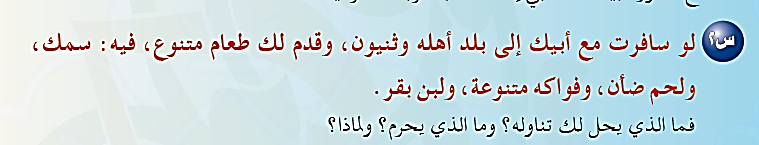 س٢؟ لو سافرت مع أبيك إلى بلد أهله وثنيون، وقدم لك طعام متنوع، فيه: سمك،
ولحم ضأن، وفواكه متنوعة، ولبن بقر.
فما الذي يحل لك تناوله؟ وما الذي يحرم؟ ولماذا؟